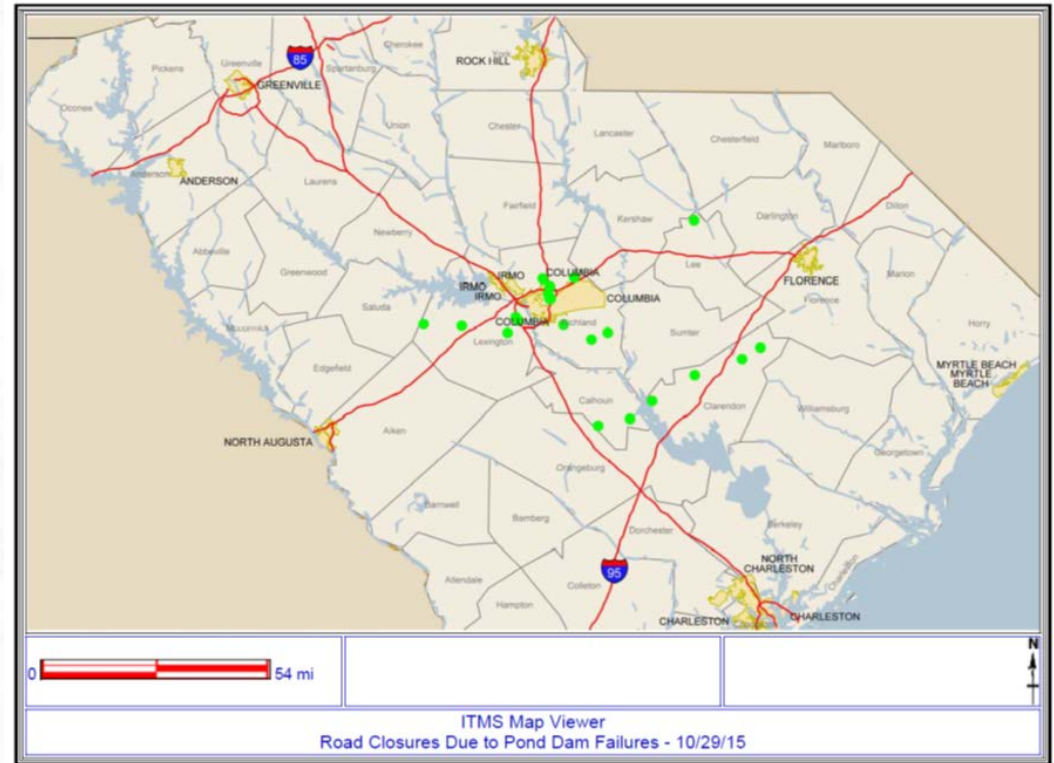 Cherokee
85
York
ROCK HILL
Pickens
Greenville
Spartanburg
GREENVILLE
Oconee
Union
Chester
Lancaster
Chesterfield
Marlboro
Anderson
ANDERSON
Laurens
Fairfield
Kershaw
Darlington
Dillon
Newberry
Abbeville
Greenwood
Lee
IRMO
COLUMBIA
IRMO
IRMO
COLUMBIA
FLORENCE
Marion
Florence
Saluda
COLUMBIA
Richland
Horry
Mccormick
Lexington
Sumter
Edgefield
MYRTLE BEACH
MYRTLE
BEACH
Calhoun
Clarendon
Williamsburg
Aiken
NORTH AUGUSTA
Georgetown
Orangeburg
Barnwell
Bamberg
Berkeley
Dorchester
NORTH
CHARLESTON
95
Allendale
Colleton
Charleston
Hampton
CHARLESTON
CHARLESTON
0
54 mi
N
ITMS Map Viewer
Road Closures Due to Pond Dam Failures - 10/29/15